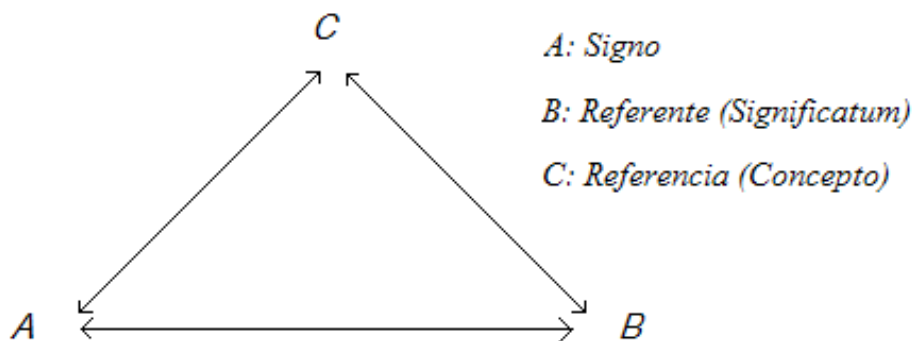 C
A: Signo
B: Referente (Significatum)
C: Referencia (Concepto)
A
B